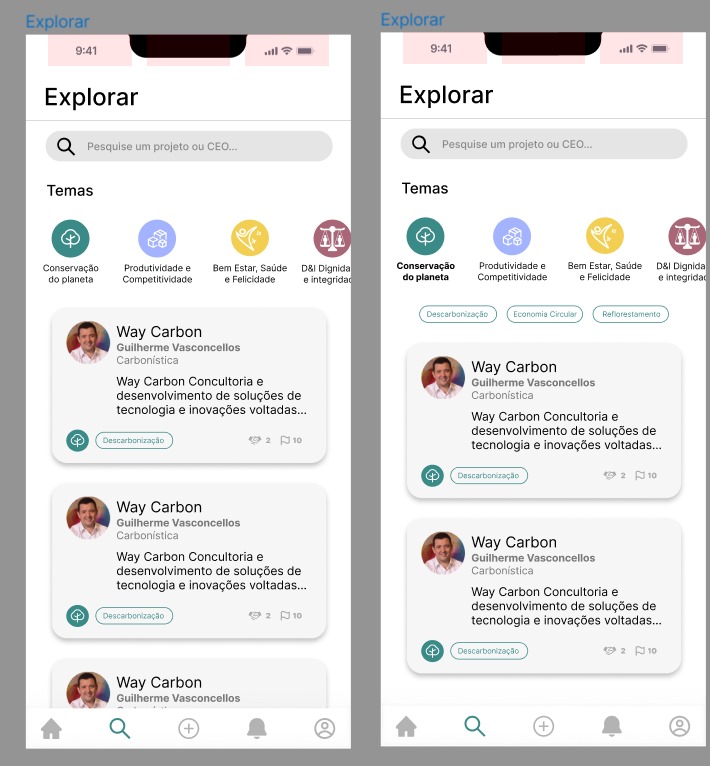 Explorar
9:41
Explorar
Pesquise um projeto ou CEO...
Temas
Conservação
do planeta
Produtividade e
Competitividade
Bem Estar, Saúde
e Felicidade
D&I Dignida
e integridad
Way Carbon
Guilherme Vasconcellos
Carbonística
Way Carbon Concultoria e
desenvolvimento de soluções de
tecnologia e inovações voltadas...
Descarbonização
2
10
Way Carbon
Guilherme Vasconcellos
Carbonística
Way Carbon Concultoria e
desenvolvimento de soluções de
tecnologia e inovações voltadas...
Descarbonização
2
10
Way Carbon
Guilherme Vasconcellos
Explorar
9:41
Explorar
Pesquise um projeto ou CEO...
Temas
Conservação
do planeta
Produtividade e
Competitividade
Bem Estar, Saúde
e Felicidade
D&I Dignida
e integridad
Descarbonização
Economia Circular
Reflorestamento
Way Carbon
Guilherme Vasconcellos
Carbonística
Way Carbon Concultoria e
desenvolvimento de soluções de
tecnologia e inovações voltadas...
Descarbonização
2
10
Way Carbon
Guilherme Vasconcellos
Carbonística
Way Carbon Concultoria e
desenvolvimento de soluções de
tecnologia e inovações voltadas...
Descarbonização
2
10